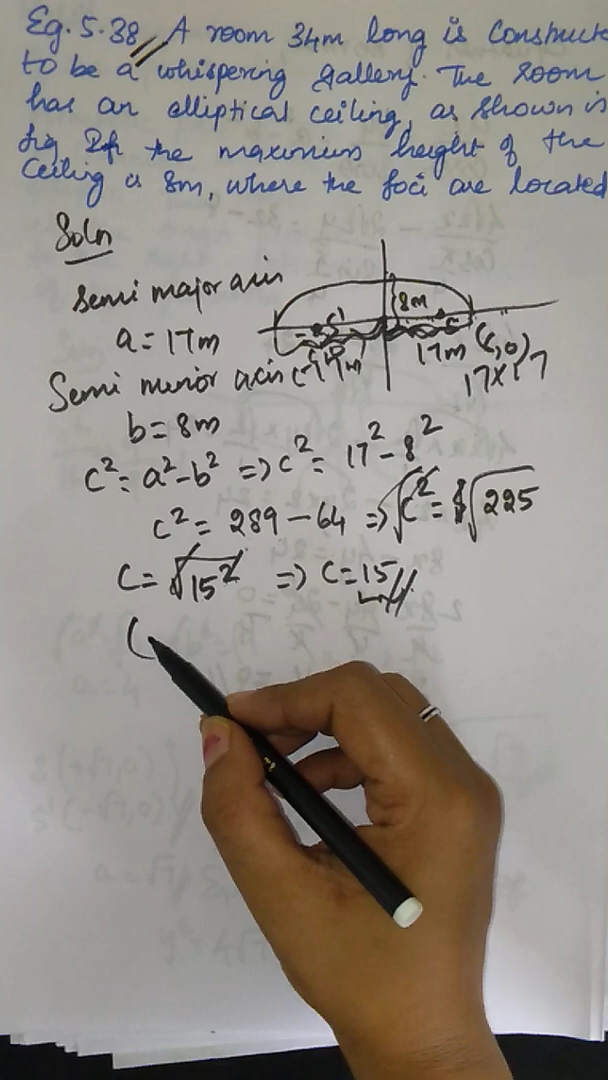 Eg. 5.38 A room 34m long is construct
to be a whispering gallery. The room
has an elliptical ceiling, as shown in
fig If the maximum height of the
ceiling is 8m, where the foci are located
Soln
Semi major axis
8m
a = 17m
17m (c,0)
17×17
Semi minor axis
b = 8m
c² = a² - b² => c² = 17² - 8²
c² = 289 - 64 => √c² = √225
c = √15² => c = 15
(